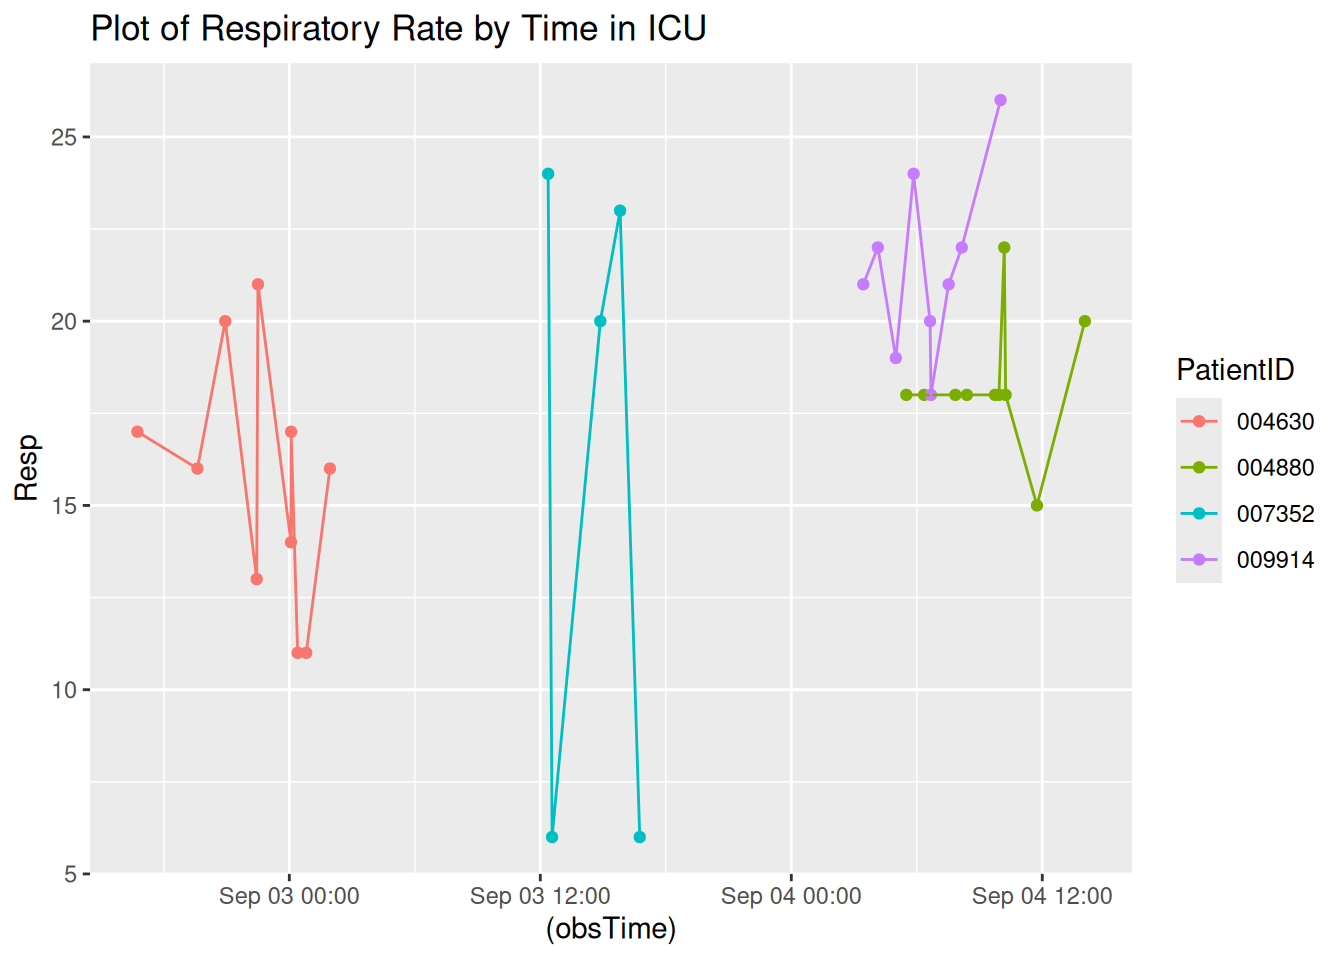 Plot of Respiratory Rate by Time in ICU
25
20
15
10
5
Resp
Sep 03 00:00
Sep 03 12:00
Sep 04 00:00
Sep 04 12:00
(obsTime)
PatientID
004630
004880
007352
009914